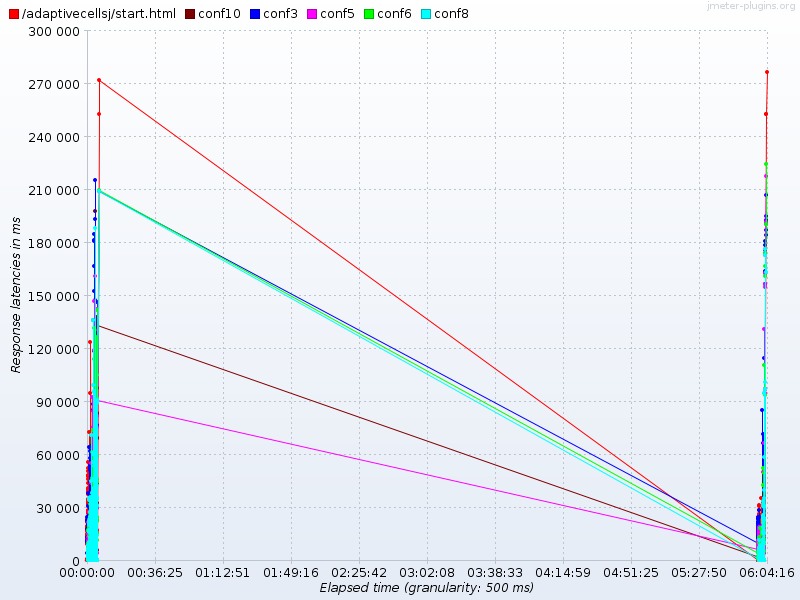 jmeter-plugins.org
/adaptivecellsj/start.html conf10 conf3 conf5 conf6 conf8
300 000
270 000
240 000
210 000
180 000
150 000
120 000
90 000
60 000
30 000
0
Response latencies in ms
00:00:00 00:36:25 01:12:51 01:49:16 02:25:42 03:02:08 03:38:33 04:14:59 04:51:25 05:27:50 06:04:16
Elapsed time (granularity: 500 ms)